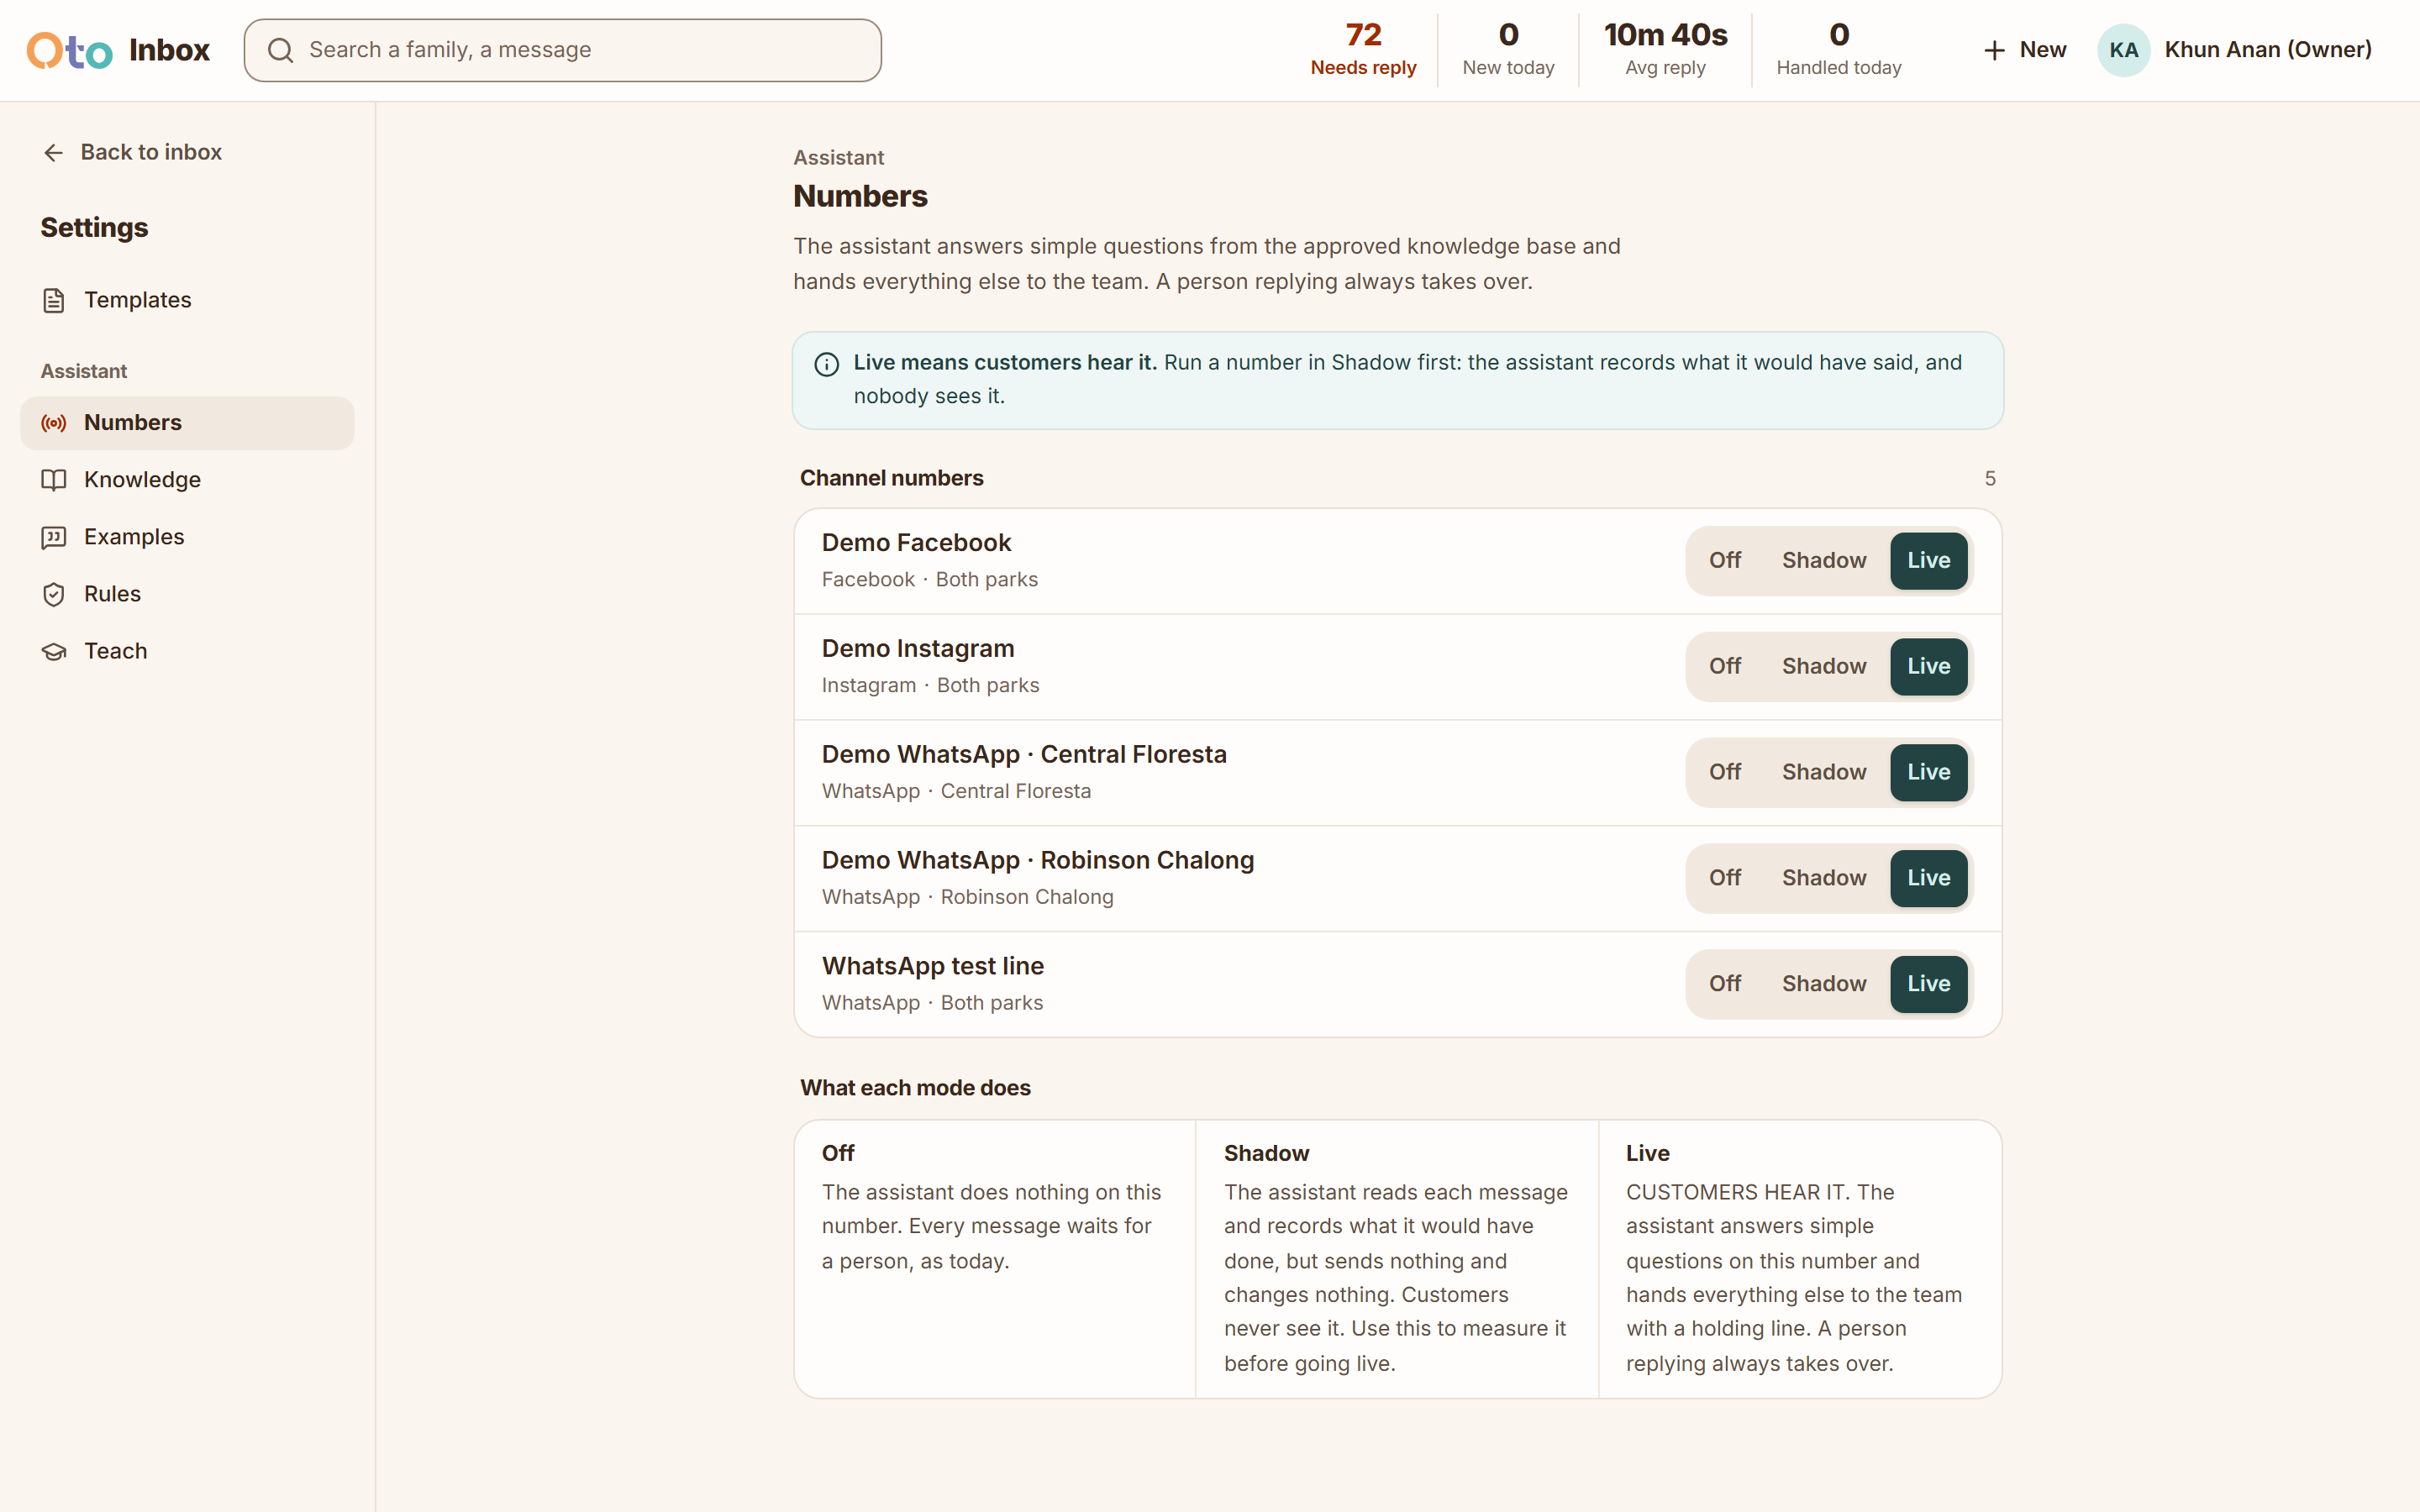 Oto Inbox
Search a family, a message
72
Needs reply
0
New today
10m 40s
Avg reply
0
Handled today
New
KA
Khun Anan (Owner)
Back to inbox
Settings
Templates
Assistant
Numbers
Knowledge
Examples
Rules
Teach
Assistant
Numbers
The assistant answers simple questions from the approved knowledge base and
hands everything else to the team. A person replying always takes over.
Live means customers hear it. Run a number in Shadow first: the assistant records what it would have said, and
nobody sees it.
Channel numbers
5
Demo Facebook
Facebook · Both parks
Off Shadow Live
Demo Instagram
Instagram · Both parks
Off Shadow Live
Demo WhatsApp · Central Floresta
WhatsApp · Central Floresta
Off Shadow Live
Demo WhatsApp · Robinson Chalong
WhatsApp · Robinson Chalong
Off Shadow Live
WhatsApp test line
WhatsApp · Both parks
Off Shadow Live
What each mode does
Off
The assistant does nothing on this
number. Every message waits for
a person, as today.
Shadow
The assistant reads each message
and records what it would have
done, but sends nothing and
changes nothing. Customers
never see it. Use this to measure it
before going live.
Live
CUSTOMERS HEAR IT. The
assistant answers simple
questions on this number and
hands everything else to the team
with a holding line. A person
replying always takes over.